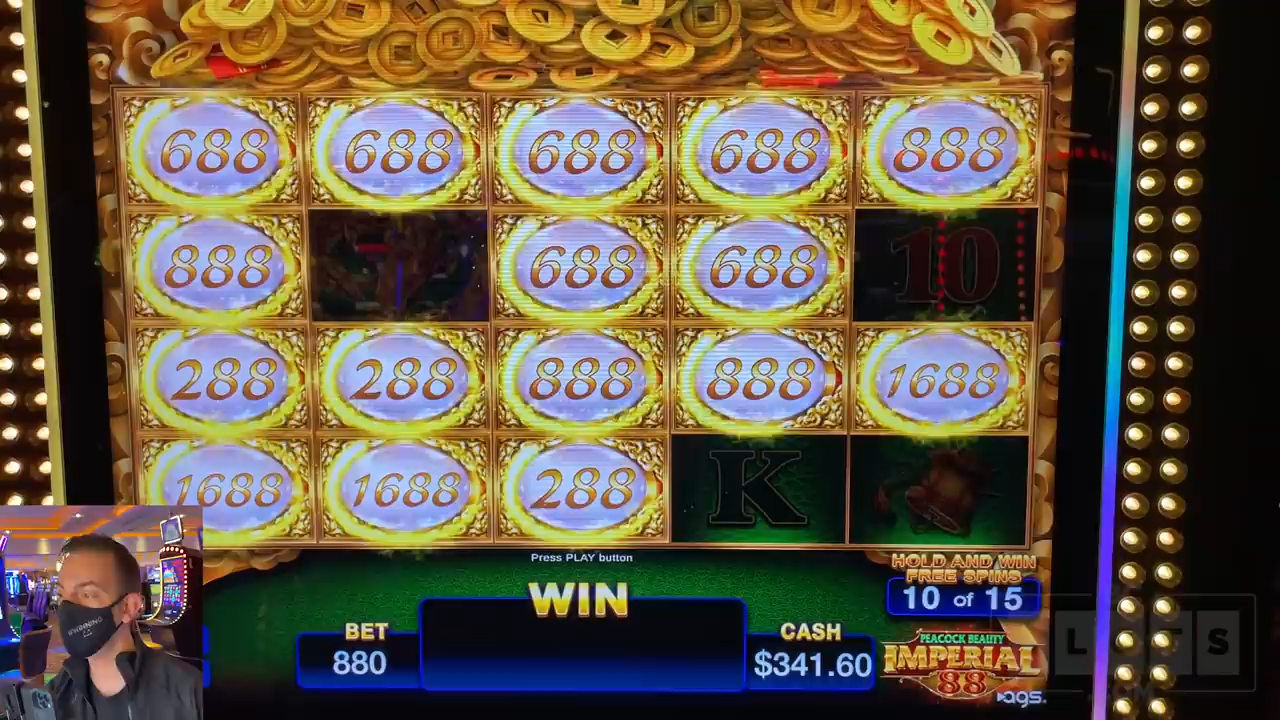 688 688 688 688 888
888 688 688 10
288 288 888 888 1688
1688 1688 288 K
Press PLAY button
HOLD AND WIN
FREE SPINS
10 of 15
WIN
BET
880
CASH
$341.60
PEACOCK BEAUTY
IMPERIAL
88
ags
WINNING